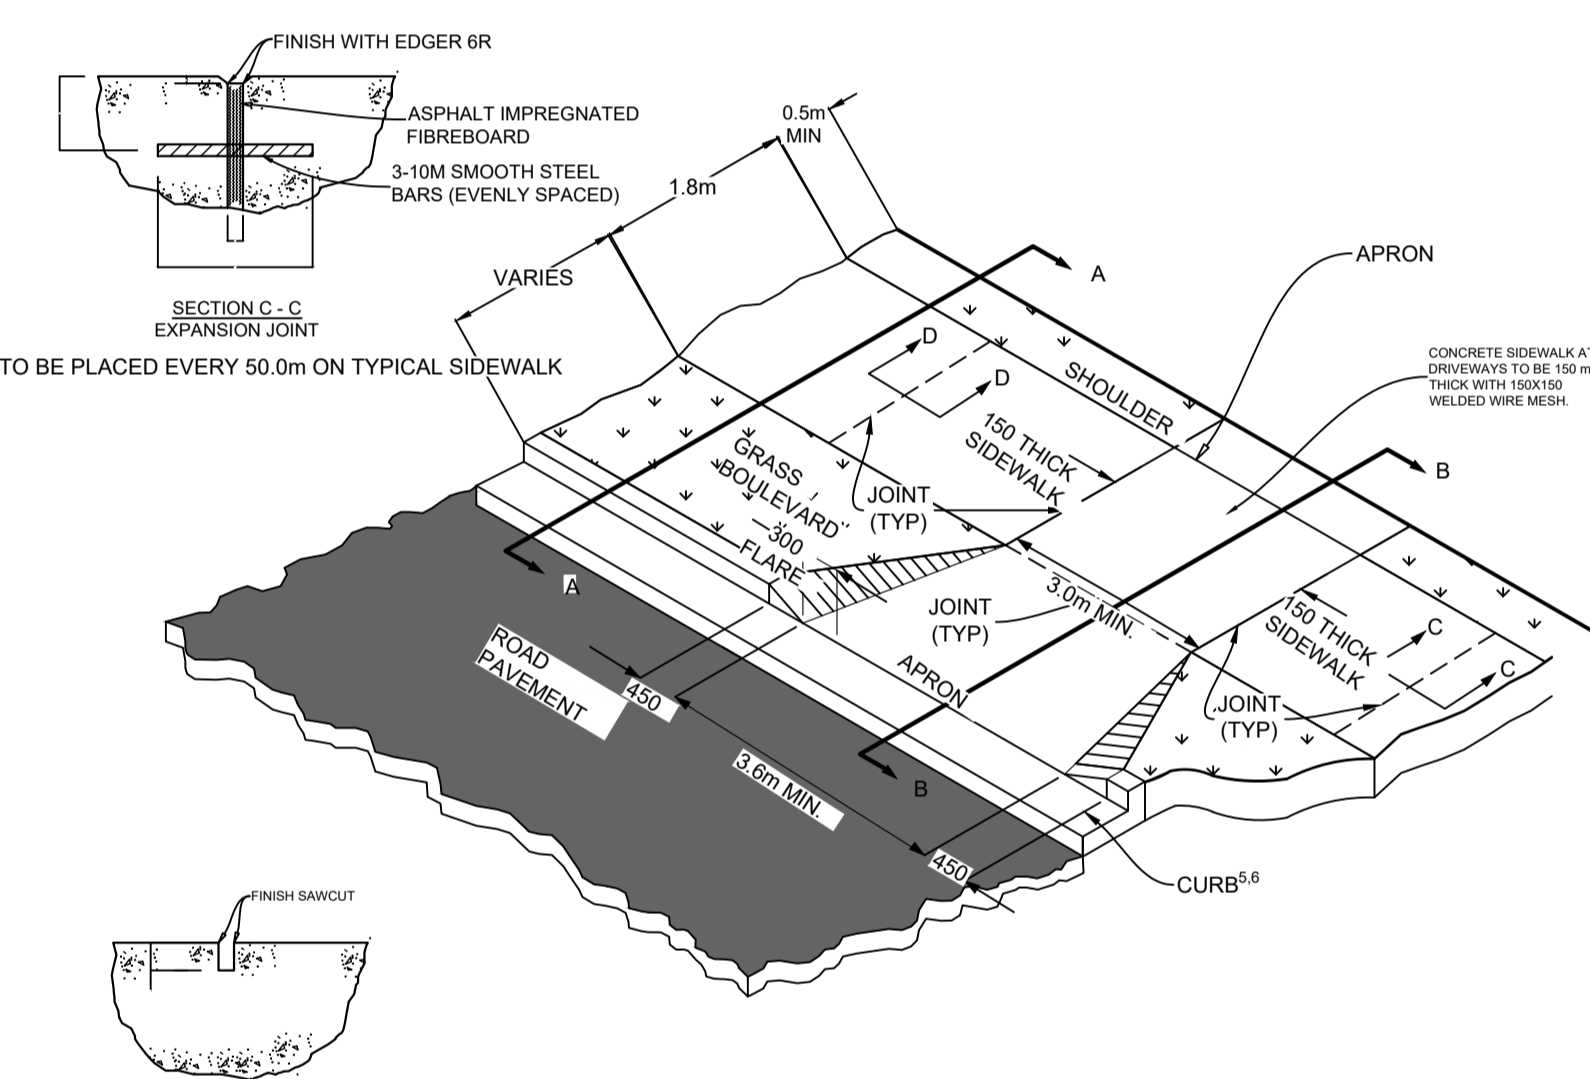 FINISH WITH EDGER 6R
ASPHALT IMPREGNATED
FIBREBOARD
3-10M SMOOTH STEEL
BARS (EVENLY SPACED)
SECTION C - C
EXPANSION JOINT
TO BE PLACED EVERY 50.0m ON TYPICAL SIDEWALK
0.5m
MIN
1.8m
VARIES
A
APRON
D
D
SHOULDER
CONCRETE SIDEWALK AT
DRIVEWAYS TO BE 150 m
THICK WITH 150X150
WELDED WIRE MESH.
150 THICK
SIDEWALK
GRASS
BOULEVARD
B
JOINT
(TYP)
300
FLARE
A
3.0m MIN.
JOINT
(TYP)
150 THICK
SIDEWALK
C
C
ROAD
PAVEMENT
APRON
450
JOINT
(TYP)
3.6m MIN.
B
450
CURB5,6
FINISH SAWCUT